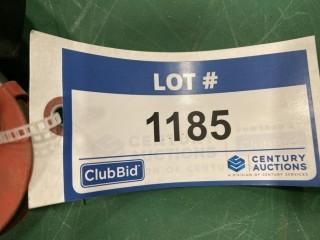 LOT #
1185
ClubBid
CENTURY
AUCTIONS
A DIVISION OF CENTURY SERVICES